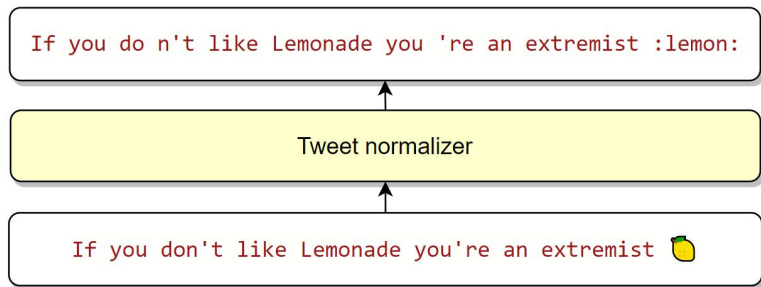 If you do n't like Lemonade you 're an extremist :lemon:
Tweet normalizer
If you don't like Lemonade you're an extremist 🍋